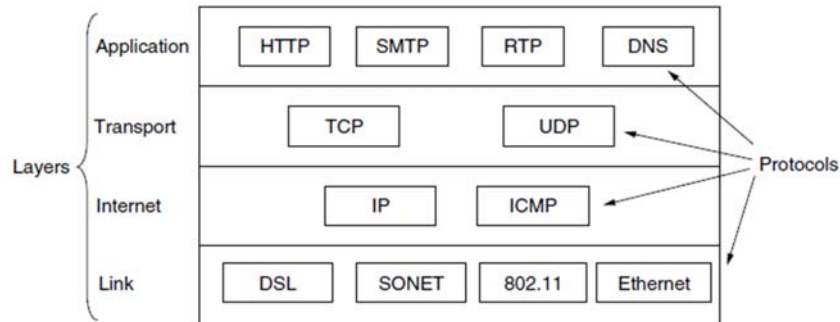 Application HTTP SMTP RTP DNS
Transport TCP UDP
Layers Protocols
Internet IP ICMP
Link DSL SONET 802.11 Ethernet